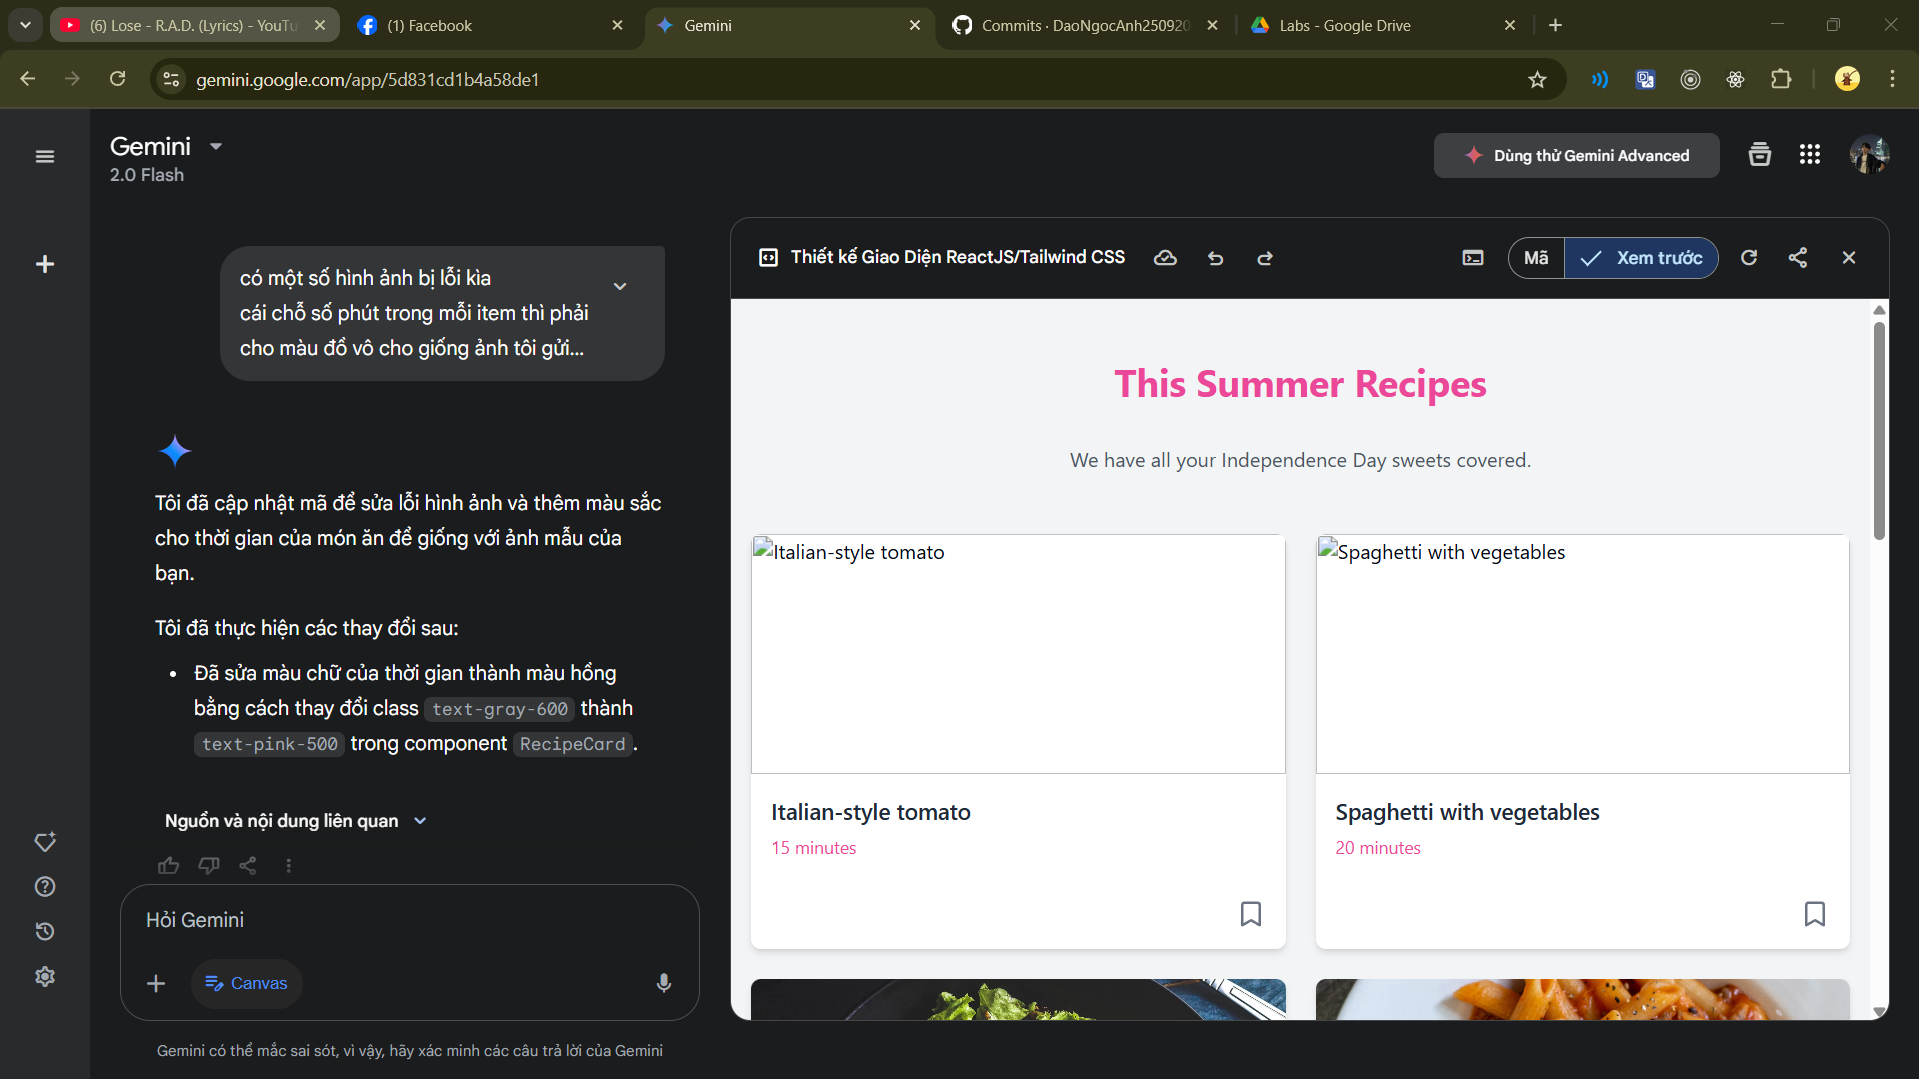 (6) Lose - R.A.D. (Lyrics) - YouTu
(1) Facebook
Gemini
Commits · DaoNgocAnh250920
Labs - Google Drive
gemini.google.com/app/5d831cd1b4a58de1
Gemini
2.0 Flash
Dùng thử Gemini Advanced
có một số hình ảnh bị lỗi kìa
cái chỗ số phút trong mỗi item thì phải
cho màu đồ vô cho giống ảnh tôi gửi...
Tôi đã cập nhật mã để sửa lỗi hình ảnh và thêm màu sắc
cho thời gian của món ăn để giống với ảnh mẫu của
bạn.
Tôi đã thực hiện các thay đổi sau:
• Đã sửa màu chữ của thời gian thành màu hồng
bằng cách thay đổi class text-gray-600 thành
text-pink-500 trong component RecipeCard.
Nguồn và nội dung liên quan
Hỏi Gemini
Canvas
Gemini có thể mắc sai sót, vì vậy, hãy xác minh các câu trả lời của Gemini
Thiết kế Giao Diện ReactJS/Tailwind CSS
Mã
Xem trước
This Summer Recipes
We have all your Independence Day sweets covered.
Italian-style tomato
Spaghetti with vegetables
Italian-style tomato
15 minutes
Spaghetti with vegetables
20 minutes